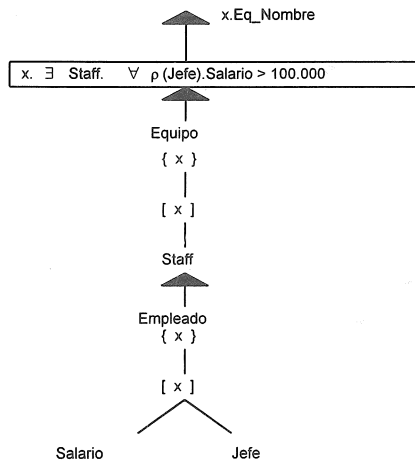 x.Eq_Nombre
x. ∃ Staff. ∀ ρ (Jefe).Salario > 100.000
Equipo
{ x }
[ x ]
Staff
Empleado
{ x }
[ x ]
Salario Jefe